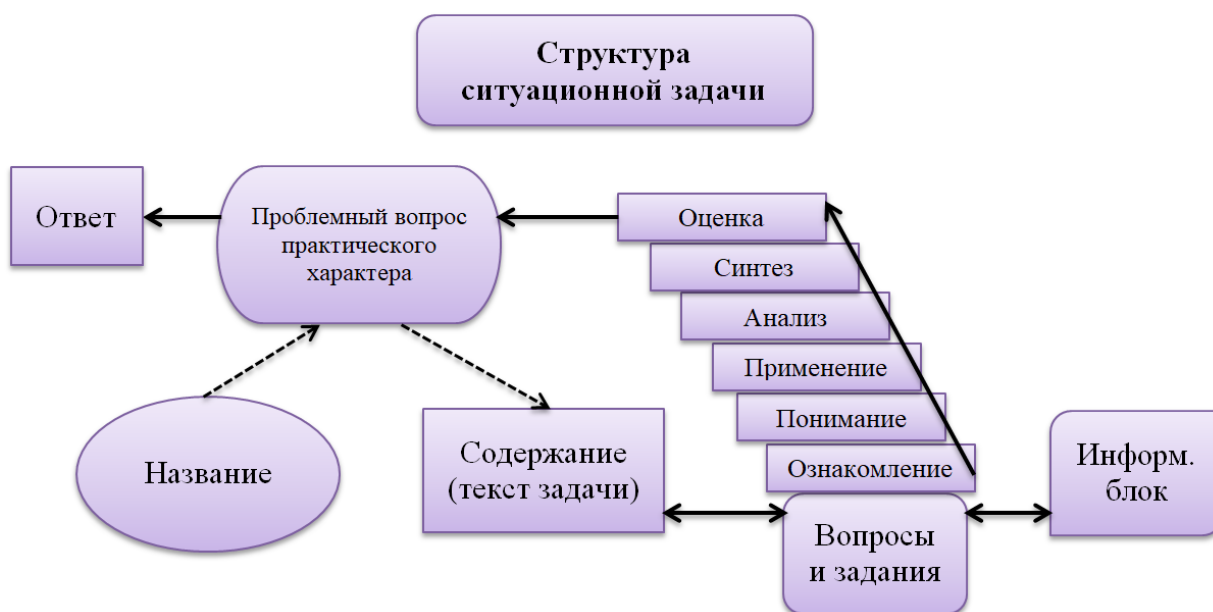 Структура
ситуационной задачи
Ответ
Проблемный вопрос
практического
характера
Оценка
Синтез
Анализ
Применение
Понимание
Ознакомление
Название
Содержание
(текст задачи)
Вопросы
и задания
Информ.
блок